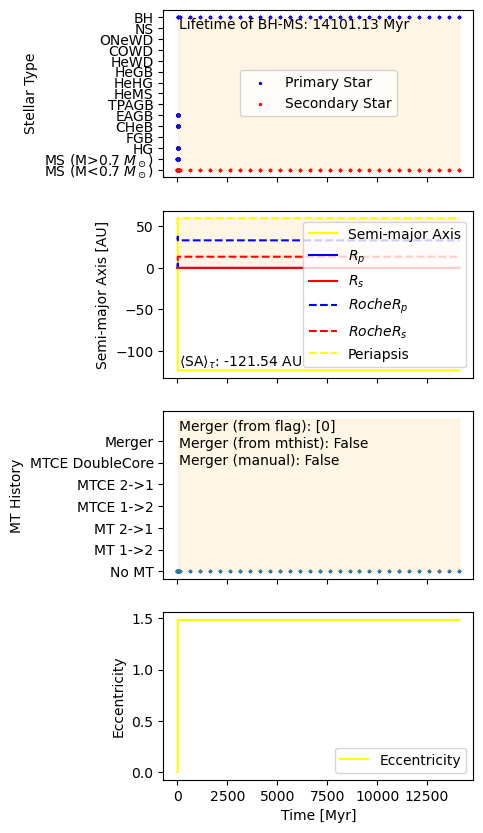 Stellar Type
BH
NS
ONeWD
COWD
HeWD
HeGB
HeHG
HeMS
TPAGB
EAGB
CHeB
FGB
HG
MS (M>0.7 M⊙)
MS (M<0.7 M⊙)
Lifetime of BH-MS: 14101.13 Myr
Primary Star
Secondary Star
Semi-major Axis [AU]
50
0
−50
−100
Semi-major Axis
Rp
Rs
RocheRp
RocheRs
Periapsis
⟨SA⟩τ: -121.54 AU
MT History
Merger
MTCE DoubleCore
MTCE 2->1
MTCE 1->2
MT 2->1
MT 1->2
No MT
Merger (from flag): [0]
Merger (from mthist): False
Merger (manual): False
Eccentricity
1.5
1.0
0.5
0.0
Eccentricity
0 2500 5000 7500 10000 12500
Time [Myr]